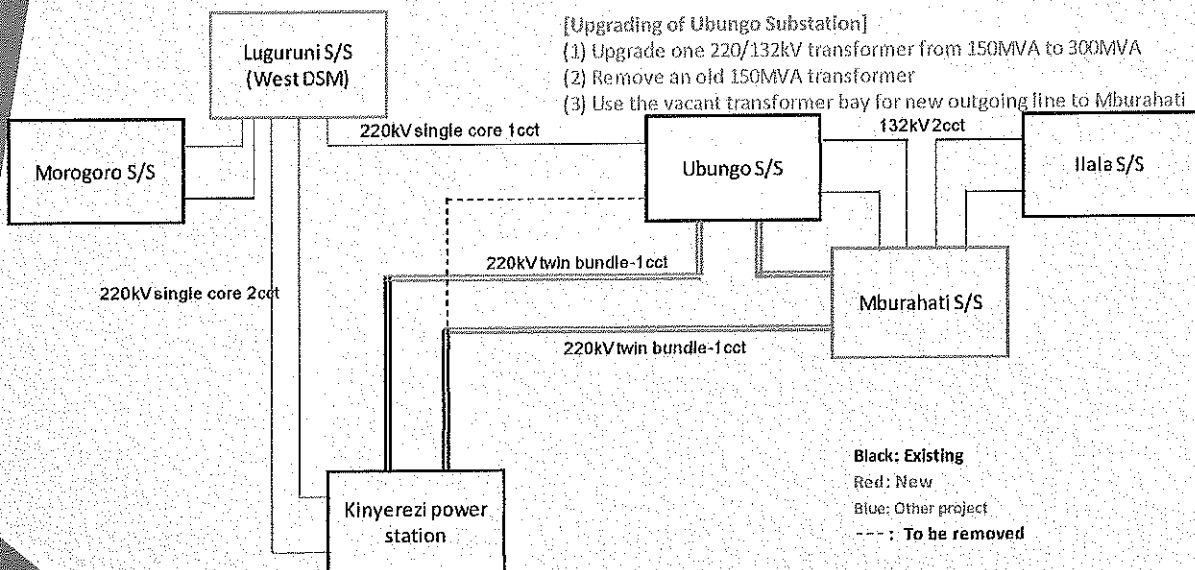 [Upgrading of Ubungo Substation]
(1) Upgrade one 220/132kV transformer from 150MVA to 300MVA
(2) Remove an old 150MVA transformer
(3) Use the vacant transformer bay for new outgoing line to Mburahati
Luguruni S/S
(West DSM)
220kV single core 1cct
132kV 2cct
Morogoro S/S
Ubungo S/S
Ilala S/S
220kV twin bundle-1cct
220kV single core 2cct
Mburahati S/S
220kV twin bundle-1cct
Black: Existing
Red: New
Blue: Other project
---: To be removed
Kinyerezi power
station